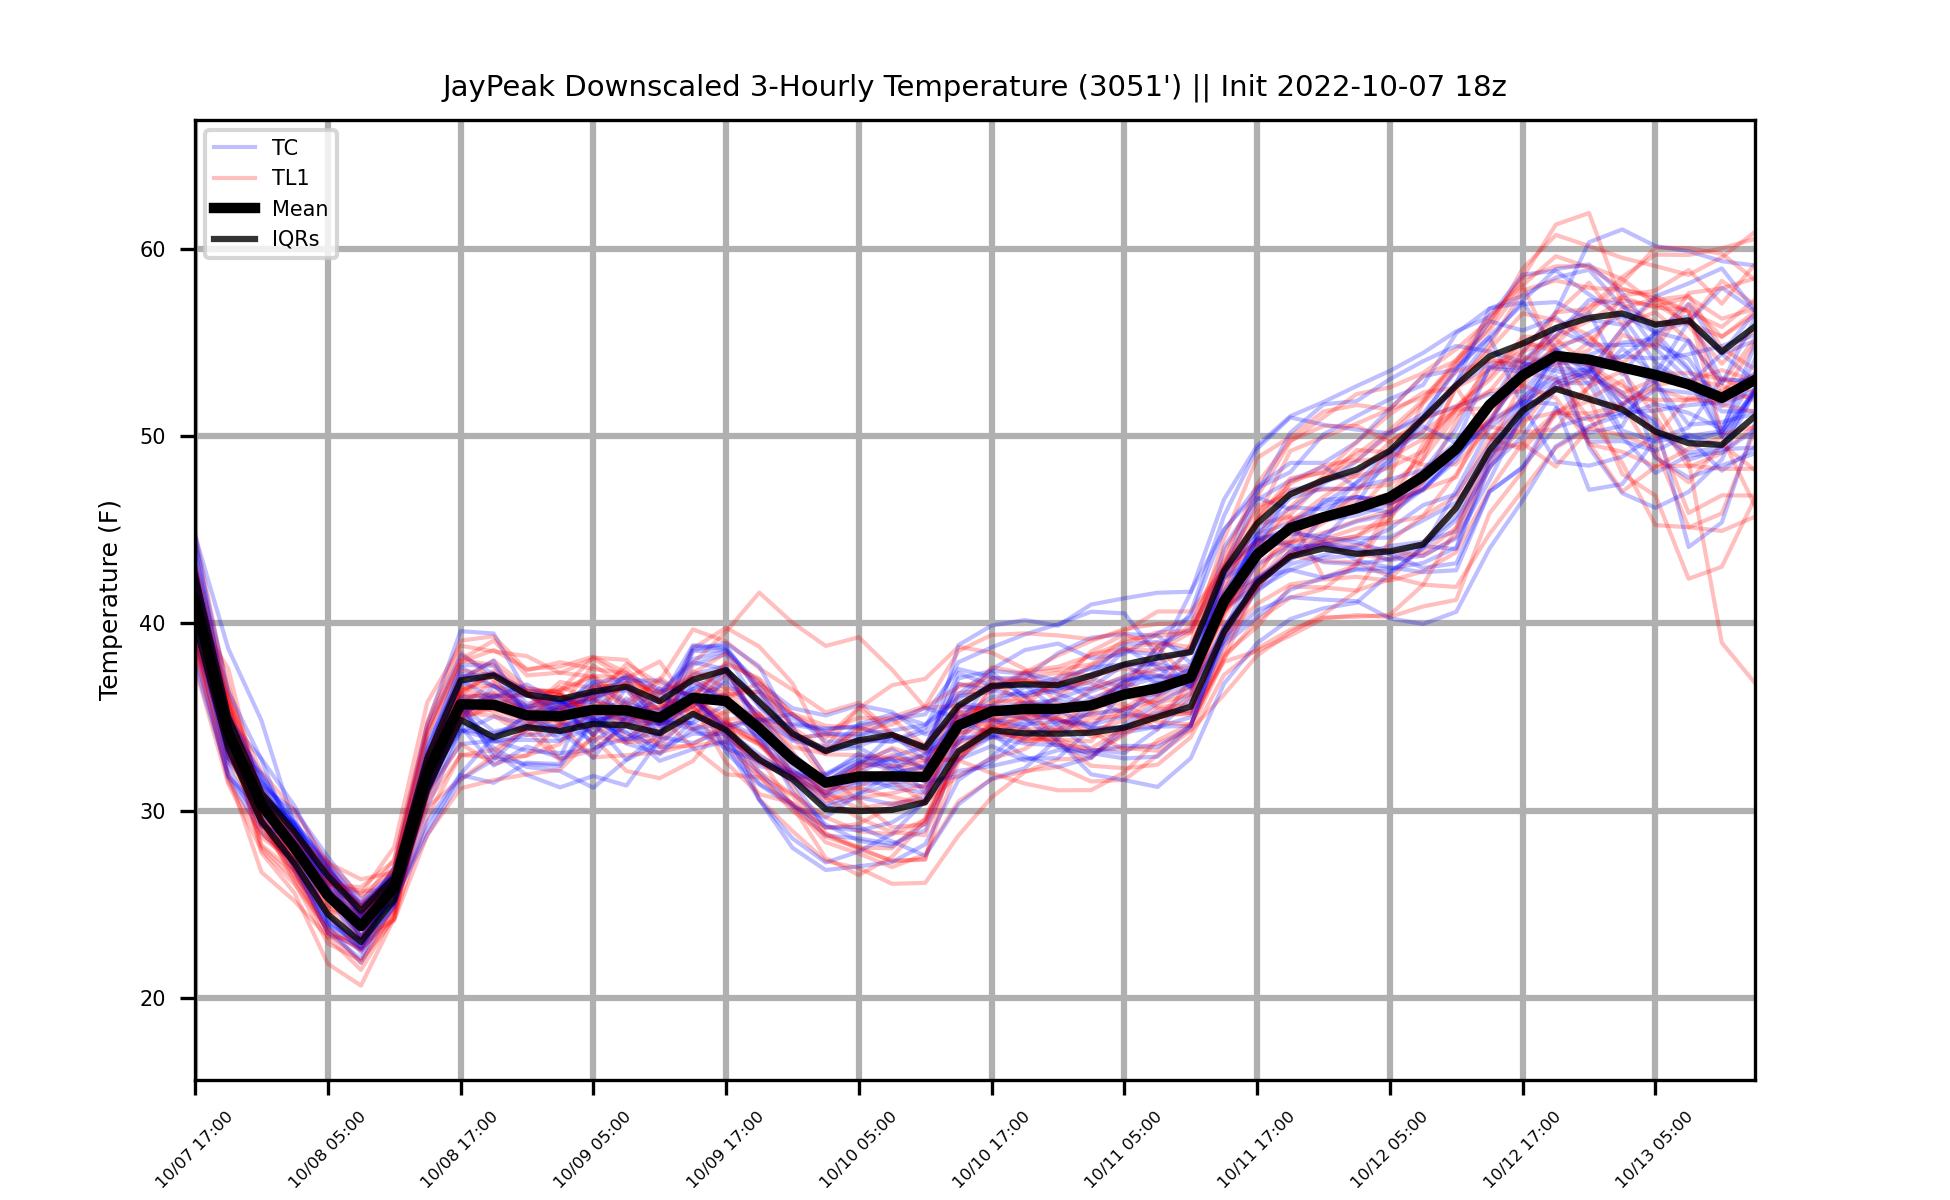 JayPeak Downscaled 3-Hourly Temperature (3051') || Init 2022-10-07 18z
TC
TL1
Mean
IQRs
Temperature (F)
60
50
40
30
20
10/07 17:00
10/08 05:00
10/08 17:00
10/09 05:00
10/09 17:00
10/10 05:00
10/10 17:00
10/11 05:00
10/11 17:00
10/12 05:00
10/12 17:00
10/13 05:00